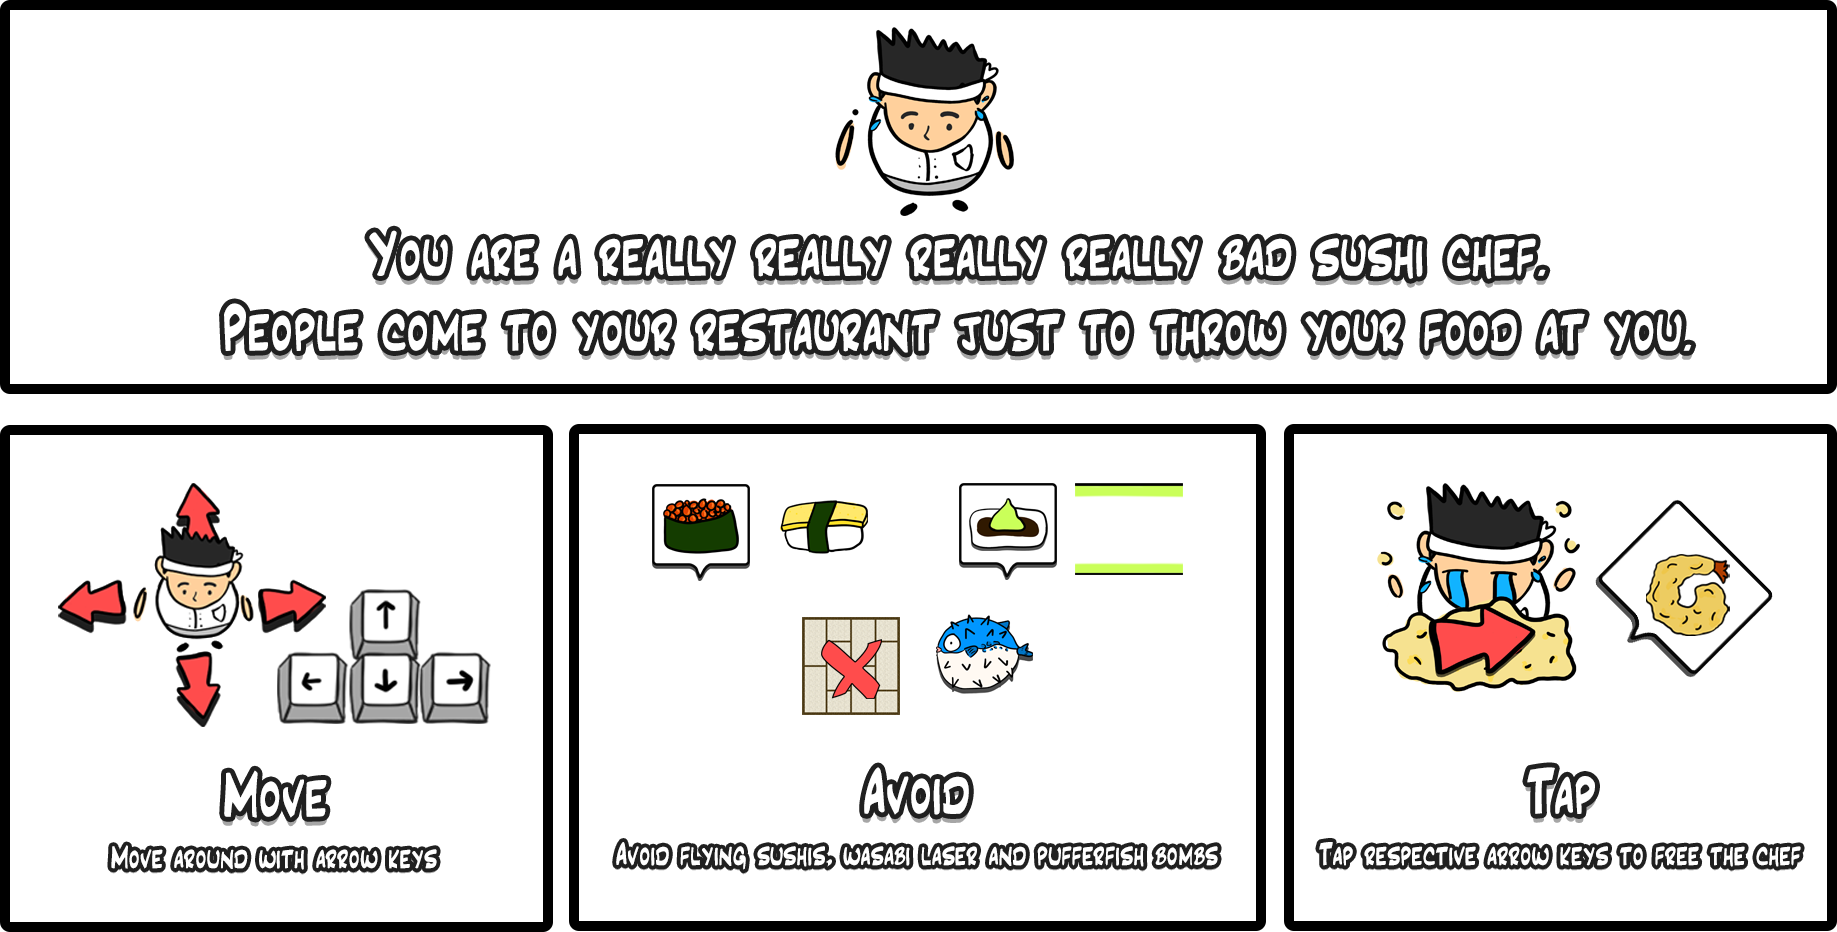 You are a really really really really bad sushi chef.
People come to your restaurant just to throw your food at you.
Move
Move around with arrow keys
Avoid
Avoid flying sushis, wasabi laser and pufferfish bombs
Tap
Tap respective arrow keys to free the chef